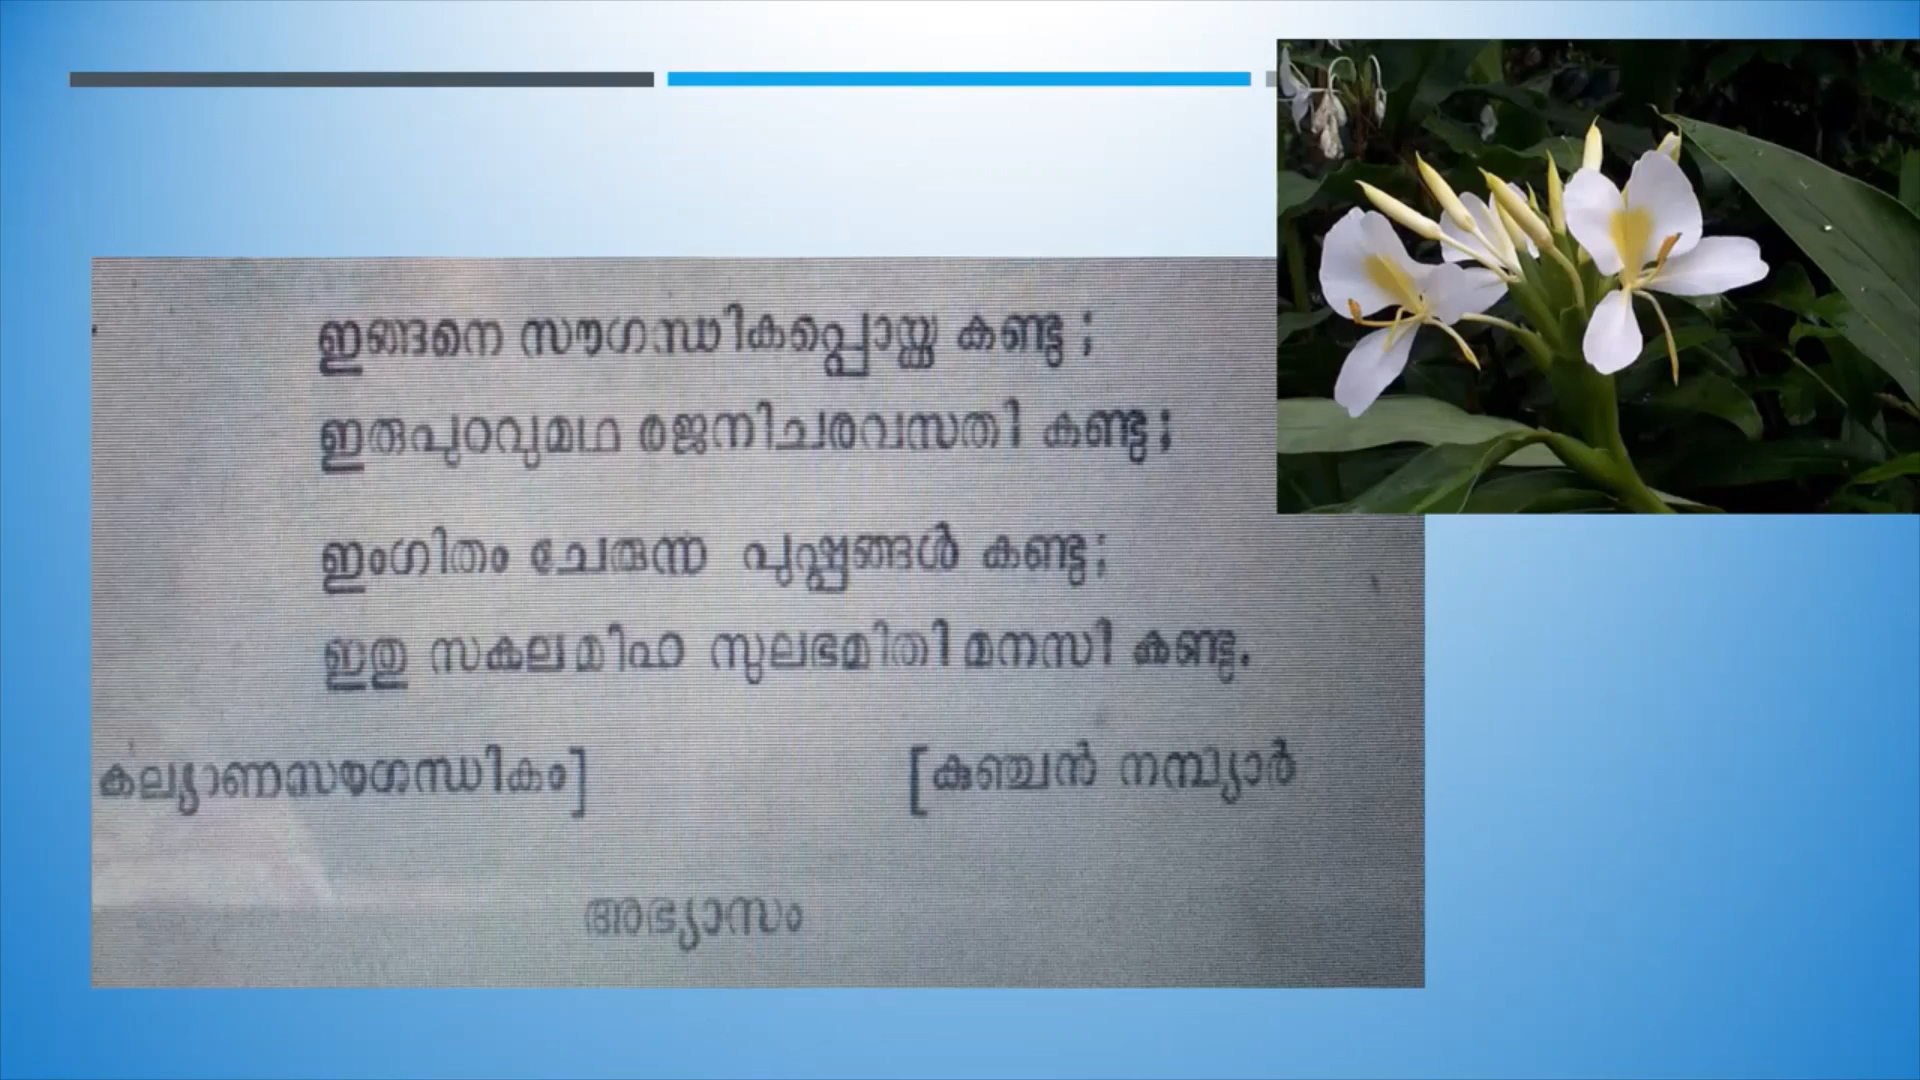 ഇങ്ങനെ സൗഗന്ധികപ്പൊയ്ക കണ്ടു ;
ഇരുപുറവുമഥ രജനിചരവസതി കണ്ടു ;
ഇംഗിതം ചേരുന്ന പുഷ്പങ്ങൾ കണ്ടു ;
ഇതു സകലമിഹ സുലഭമിതി മനസി കണ്ടു.
കല്യാണസൗഗന്ധികം] [കുഞ്ചൻ നമ്പ്യാർ
അഭ്യാസം